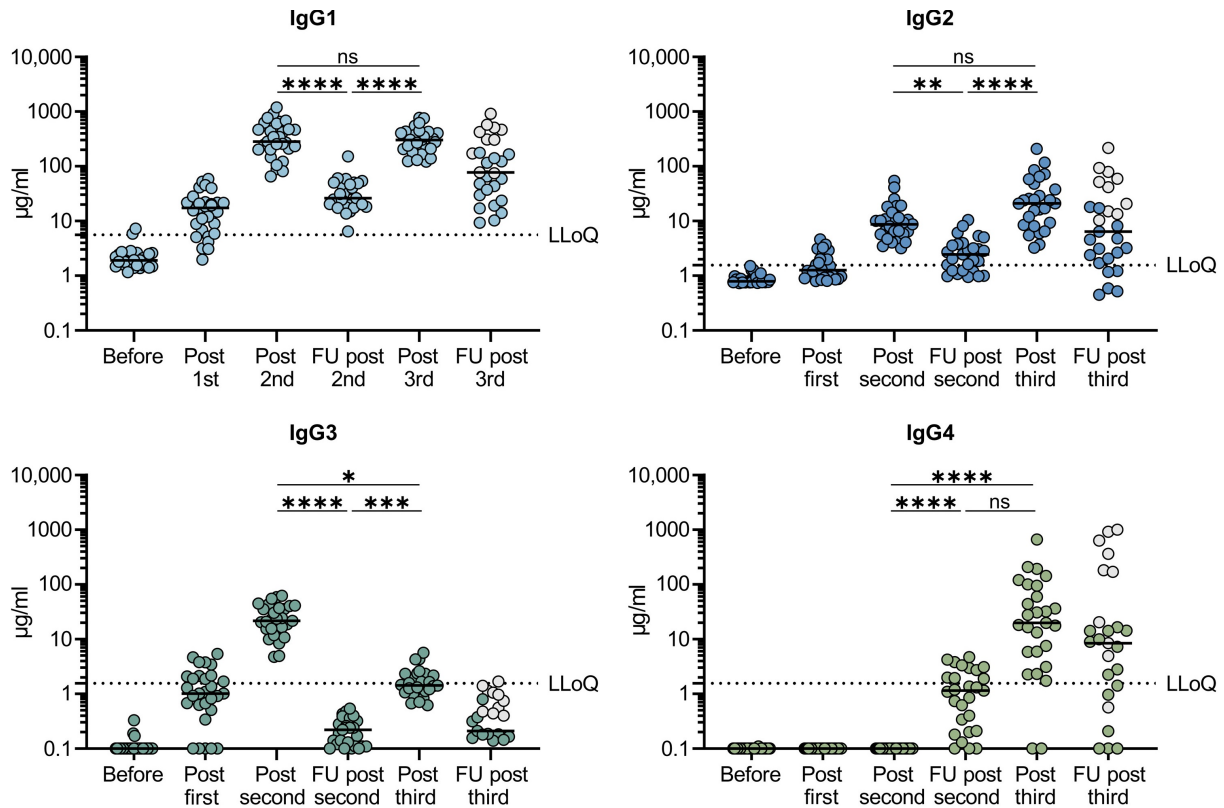 IgG1
10,000
1000
100
10
1
0.1
µg/ml
ns
**** ****
LLoQ
Before
Post
1st
Post
2nd
FU post
2nd
Post
3rd
FU post
3rd
IgG2
10,000
1000
100
10
1
0.1
µg/ml
ns
** ****
LLoQ
Before
Post
first
Post
second
FU post
second
Post
third
FU post
third
IgG3
10,000
1000
100
10
1
0.1
µg/ml
*
**** ***
LLoQ
Before
Post
first
Post
second
FU post
second
Post
third
FU post
third
IgG4
10,000
1000
100
10
1
0.1
µg/ml
****
**** ns
LLoQ
Before
Post
first
Post
second
FU post
second
Post
third
FU post
third